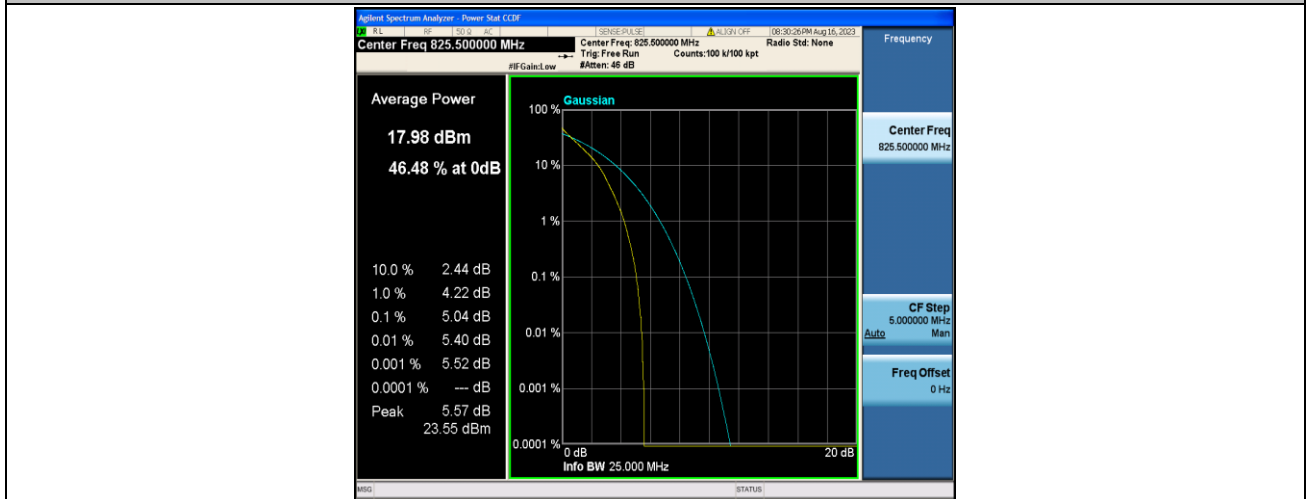 Agilent Spectrum Analyzer - Power Stat CCDF
RL RF 50 Ω AC SENSE:PULSE ALIGN OFF 08:30:26 PM Aug 16, 2023
Center Freq 825.500000 MHz
Center Freq: 825.500000 MHz Radio Std: None
Trig: Free Run Counts:100 k/100 kpt
#IFGain:Low #Atten: 46 dB
Frequency
Average Power
17.98 dBm
46.48 % at 0dB
10.0 % 2.44 dB
1.0 % 4.22 dB
0.1 % 5.04 dB
0.01 % 5.40 dB
0.001 % 5.52 dB
0.0001 % --- dB
Peak 5.57 dB
23.55 dBm
Gaussian
100 %
10 %
1 %
0.1 %
0.01 %
0.001 %
0.0001 %
0 dB 20 dB
Info BW 25.000 MHz
Center Freq
825.500000 MHz
CF Step
5.000000 MHz
Auto Man
Freq Offset
0 Hz
MSG STATUS